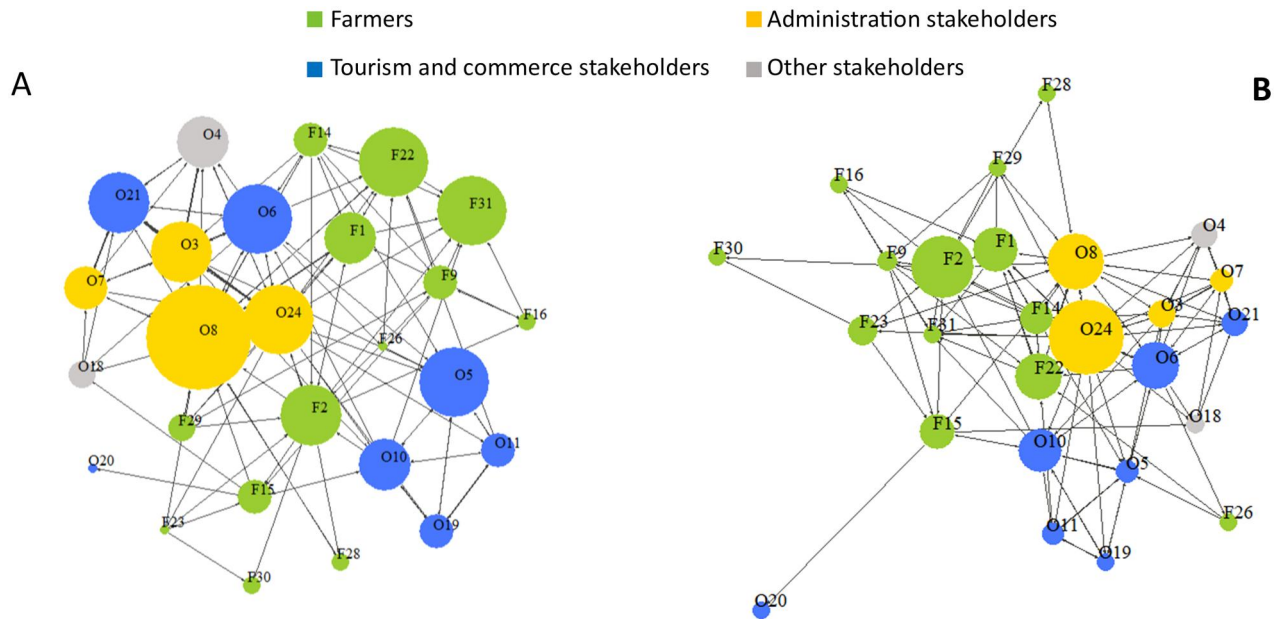 Farmers
Administration stakeholders
Tourism and commerce stakeholders
Other stakeholders
A
B
O4
F14
F22
O21
O6
F31
O3
F1
O7
F9
O24
O8
F16
F26
O18
O5
F2
F29
O11
O20
O10
F15
F23
O19
F28
F30
F28
F29
F16
O4
F30
F9
F2
F1
O8
O7
O3
O21
F14
F23
F31
O24
O6
F22
F15
O18
O10
O5
F26
O11
O19
O20